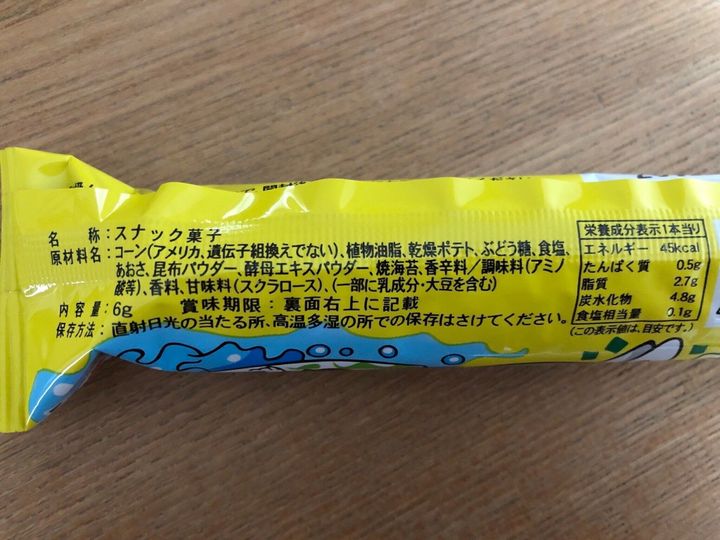 名　称：スナック菓子
原材料名：コーン（アメリカ、遺伝子組換えでない）、植物油脂、乾燥ポテト、ぶどう糖、食塩、
あおさ、昆布パウダー、酵母エキスパウダー、焼海苔、香辛料／調味料（アミノ
酸等）、香料、甘味料（スクラロース）、（一部に乳成分・大豆を含む）
内容量：6g　賞味期限：裏面右上に記載
保存方法：直射日光の当たる所、高温多湿の所での保存はさけてください。
栄養成分表示1本当り
エネルギー 45kcal
たんぱく質 0.5g
脂質 2.7g
炭水化物 4.8g
食塩相当量 0.1g
（この表示値は、目安です。）